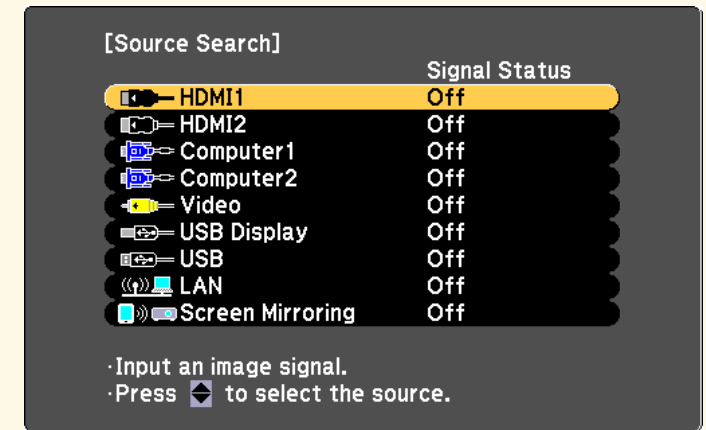 [Source Search]
Signal Status
HDMI1 Off
HDMI2 Off
Computer1 Off
Computer2 Off
Video Off
USB Display Off
USB Off
LAN Off
Screen Mirroring Off
·Input an image signal.
·Press to select the source.